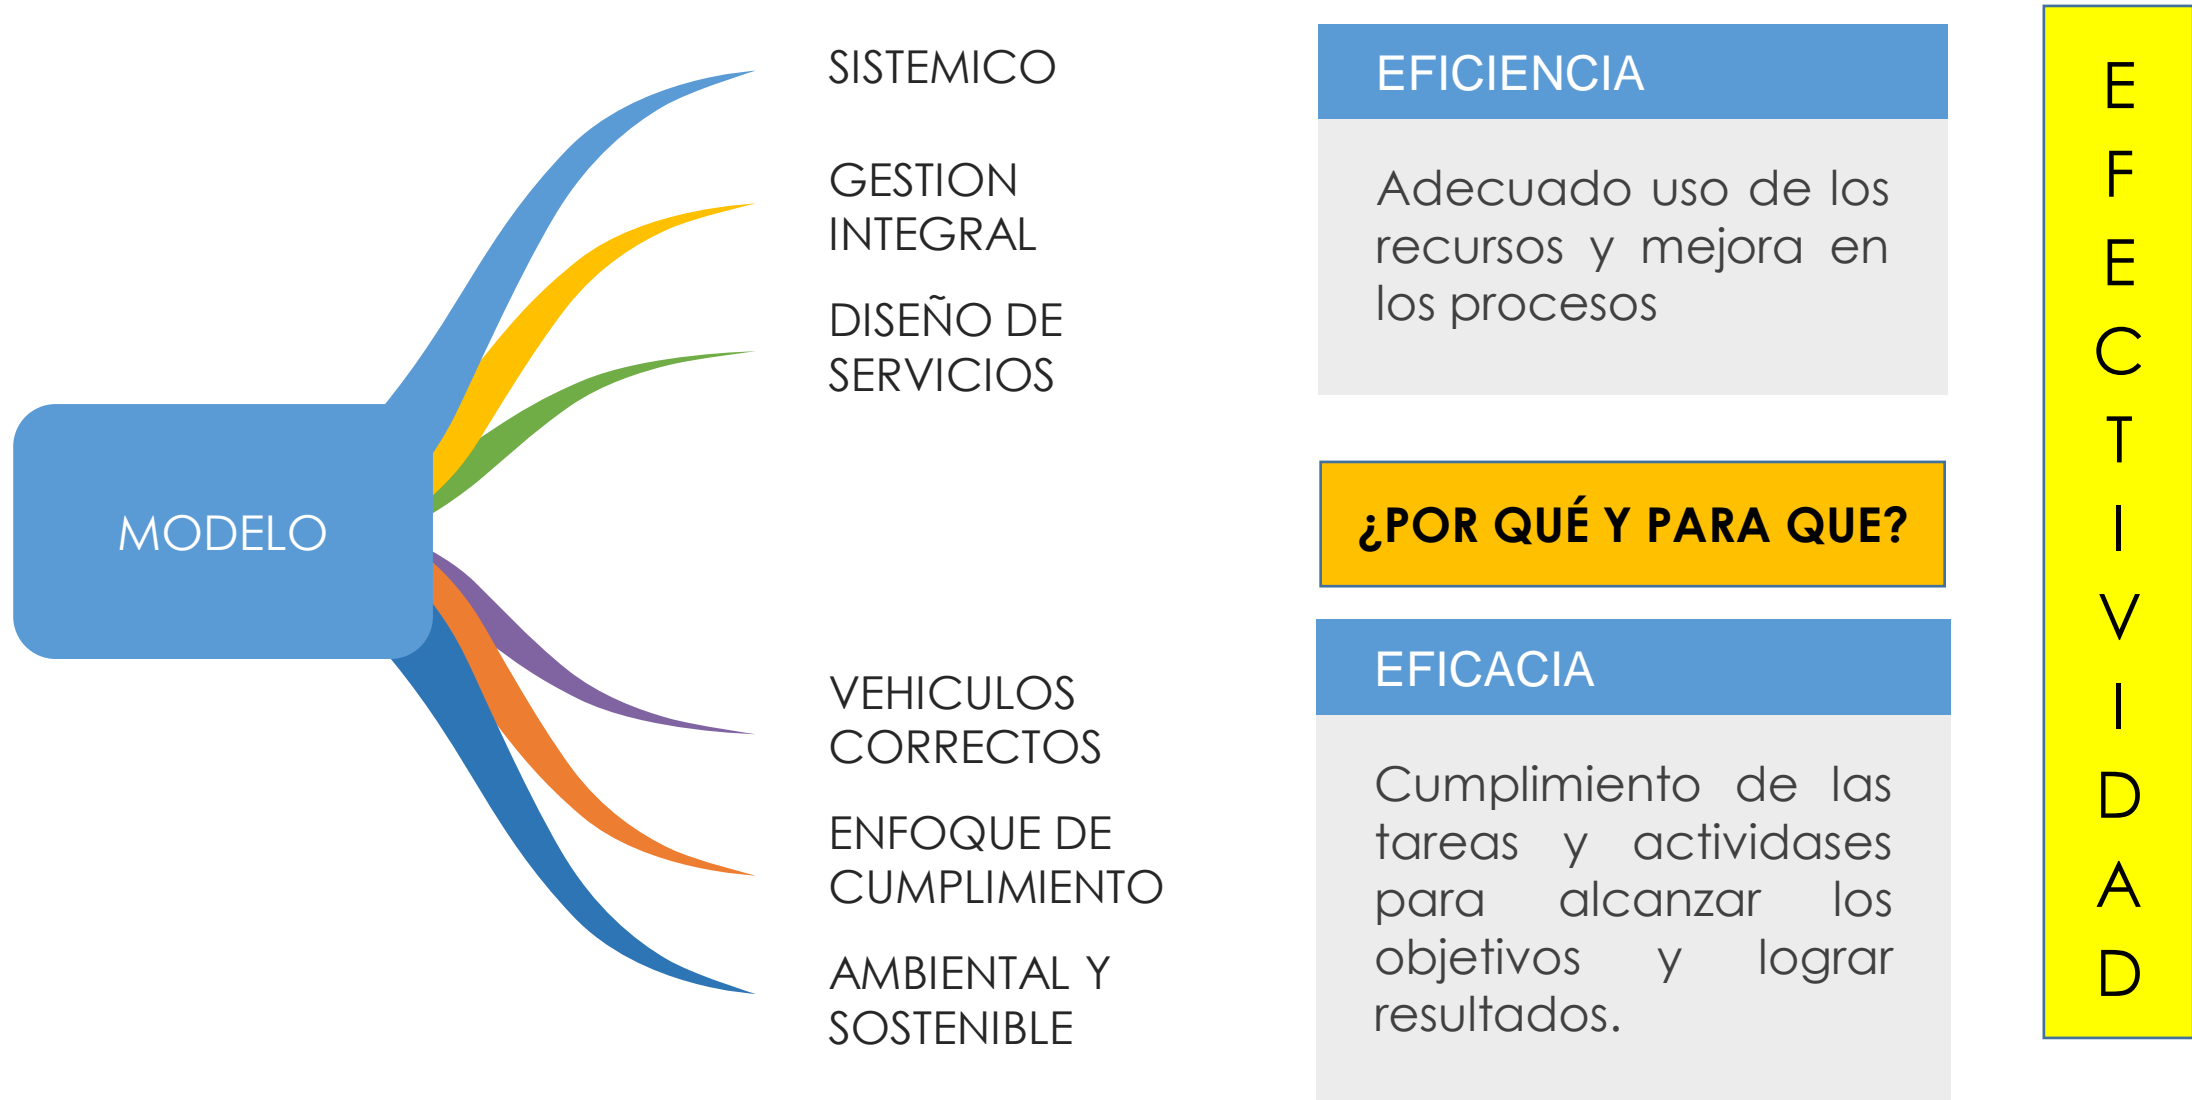 MODELO
SISTEMICO
GESTION
INTEGRAL
DISEÑO DE
SERVICIOS
VEHICULOS
CORRECTOS
ENFOQUE DE
CUMPLIMIENTO
AMBIENTAL Y
SOSTENIBLE
EFICIENCIA
Adecuado uso de los
recursos y mejora en
los procesos
¿POR QUÉ Y PARA QUE?
EFICACIA
Cumplimiento de las
tareas y actividases
para alcanzar los
objetivos y lograr
resultados.
E
F
E
C
T
I
V
I
D
A
D